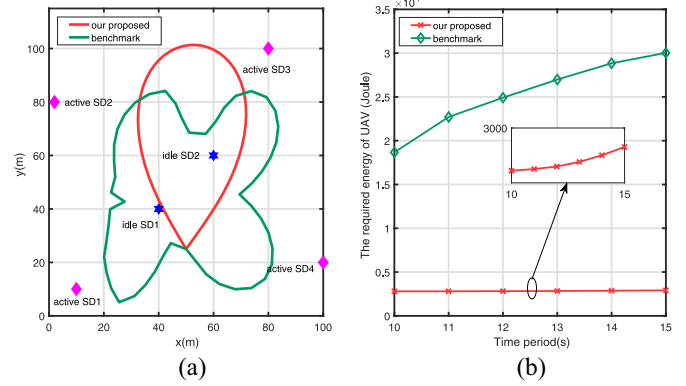 our proposed
benchmark
120
100
80
60
40
20
0
y(m)
active SD3
active SD2
idle SD2
idle SD1
active SD4
active SD1
0
20
40
60
80
100
x(m)
(a)
our proposed
benchmark
3.5
3
2.5
2
1.5
1
0.5
0
The required energy of UAV (Joule)
3000
10
15
10
11
12
13
14
15
Time period(s)
(b)